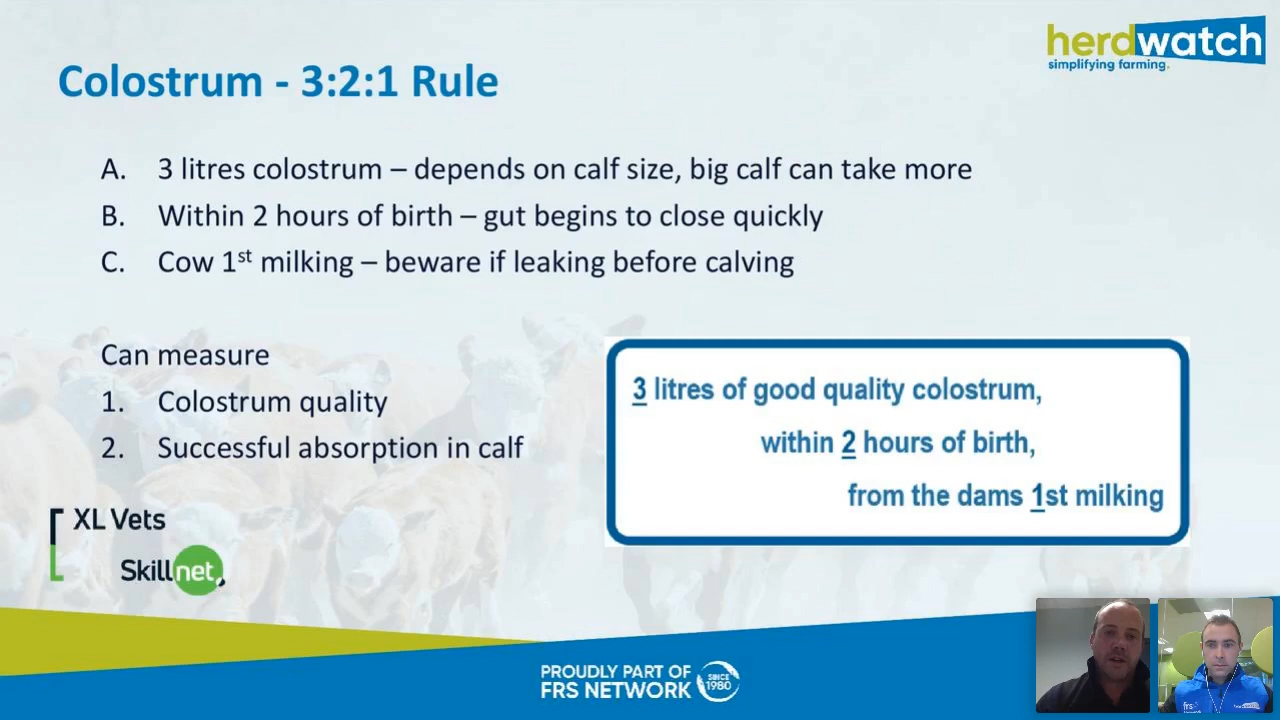 herdwatch
simplifying farming.
Colostrum - 3:2:1 Rule
A. 3 litres colostrum – depends on calf size, big calf can take more
B. Within 2 hours of birth – gut begins to close quickly
C. Cow 1st milking – beware if leaking before calving
Can measure
1. Colostrum quality
2. Successful absorption in calf
3 litres of good quality colostrum,
within 2 hours of birth,
from the dams 1st milking
XL Vets
Skillnet,
PROUDLY PART OF
FRS NETWORK
SINCE
1980
frs